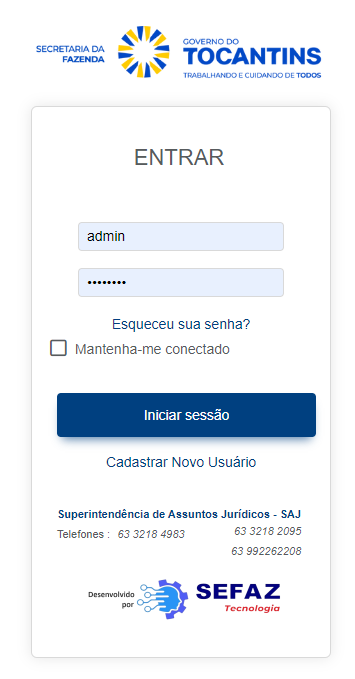 SECRETARIA DA
FAZENDA
GOVERNO DO
TOCANTINS
TRABALHANDO E CUIDANDO DE TODOS
ENTRAR
admin
••••••••
Esqueceu sua senha?
Mantenha-me conectado
Iniciar sessão
Cadastrar Novo Usuário
Superintendência de Assuntos Jurídicos - SAJ
Telefones : 63 3218 4983 63 3218 2095
63 992262208
Desenvolvido
por
SEFAZ
Tecnologia